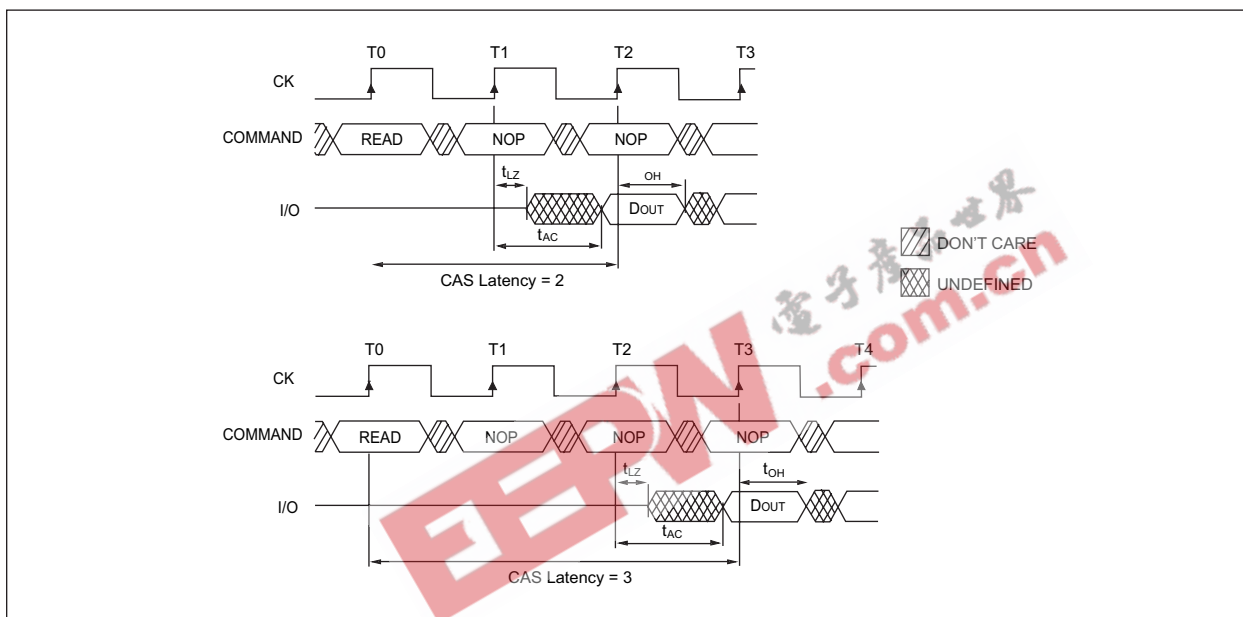 T0 T1 T2 T3
CK
COMMAND READ NOP NOP
tLZ OH
I/O DOUT
tAC
CAS Latency = 2
DON'T CARE
UNDEFINED
電子產品世界
EEPW .com.cn
T0 T1 T2 T3 T4
CK
COMMAND READ NOP NOP NOP
tLZ tOH
I/O DOUT
tAC
CAS Latency = 3